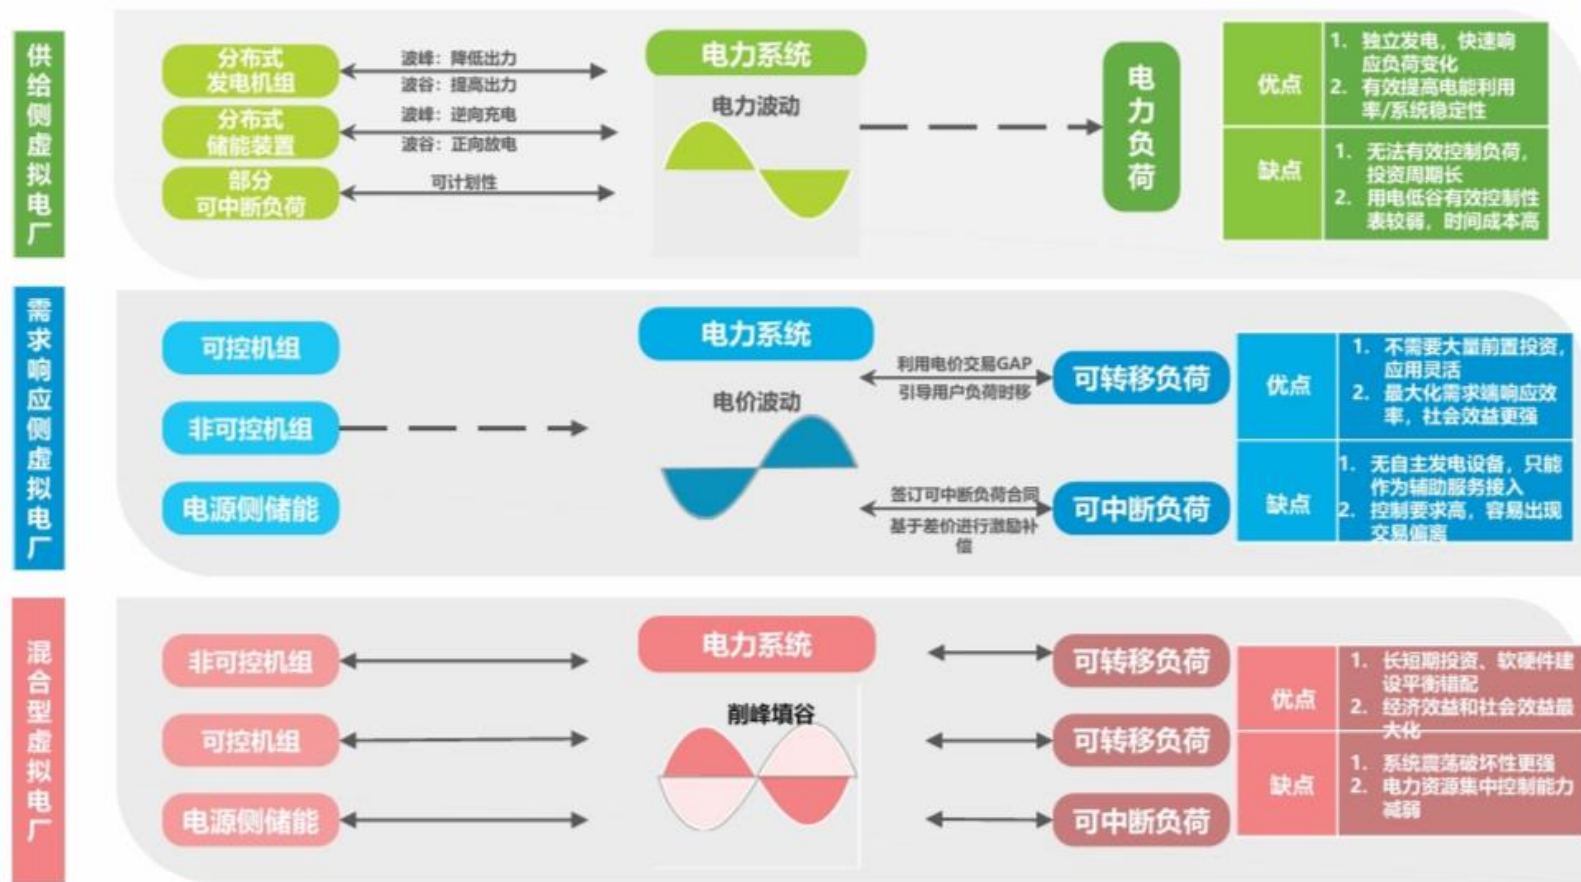 供给侧虚拟电厂
分布式
发电机组
波峰：降低出力
波谷：提高出力
分布式
储能装置
波峰：逆向充电
波谷：正向放电
部分
可中断负荷
可计划性
电力系统
电力波动
电力负荷
优点
1. 独立发电，快速响
应负荷变化
2. 有效提高电能利用
率/系统稳定性
缺点
1. 无法有效控制负荷，
投资周期长
2. 用电低谷有效控制性
表较弱，时间成本高
需求响应侧虚拟电厂
可控机组
非可控机组
电源侧储能
电力系统
电价波动
利用电价交易GAP
引导用户负荷时移
可转移负荷
签订可中断负荷合同
基于差价进行激励补
偿
可中断负荷
优点
1. 不需要大量前置投资，
应用灵活
2. 最大化需求端响应效
率，社会效益更强
缺点
1. 无自主发电设备，只能
作为辅助服务接入
2. 控制要求高，容易出现
交易偏离
混合型虚拟电厂
非可控机组
可控机组
电源侧储能
电力系统
削峰填谷
可转移负荷
可转移负荷
可中断负荷
优点
1. 长短期投资、软硬件建
设平衡错配
2. 经济效益和社会效益最
大化
缺点
1. 系统震荡破坏性更强
2. 电力资源集中控制能力
减弱